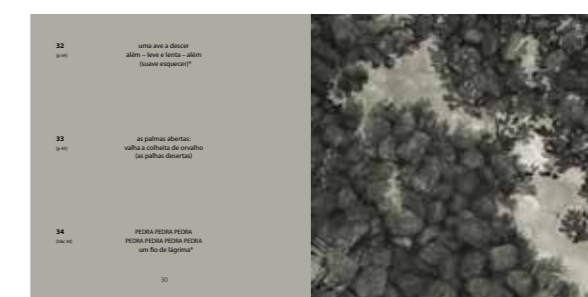 32
uma ave a descer
além – leve e lenta – além
(suave esquecer)*
33
as palmas abertas:
valha a colheita de orvalho
(as palhas desertas)
34
PEDRA PEDRA PEDRA
PEDRA PEDRA PEDRA PEDRA
um fio de lágrima*
30